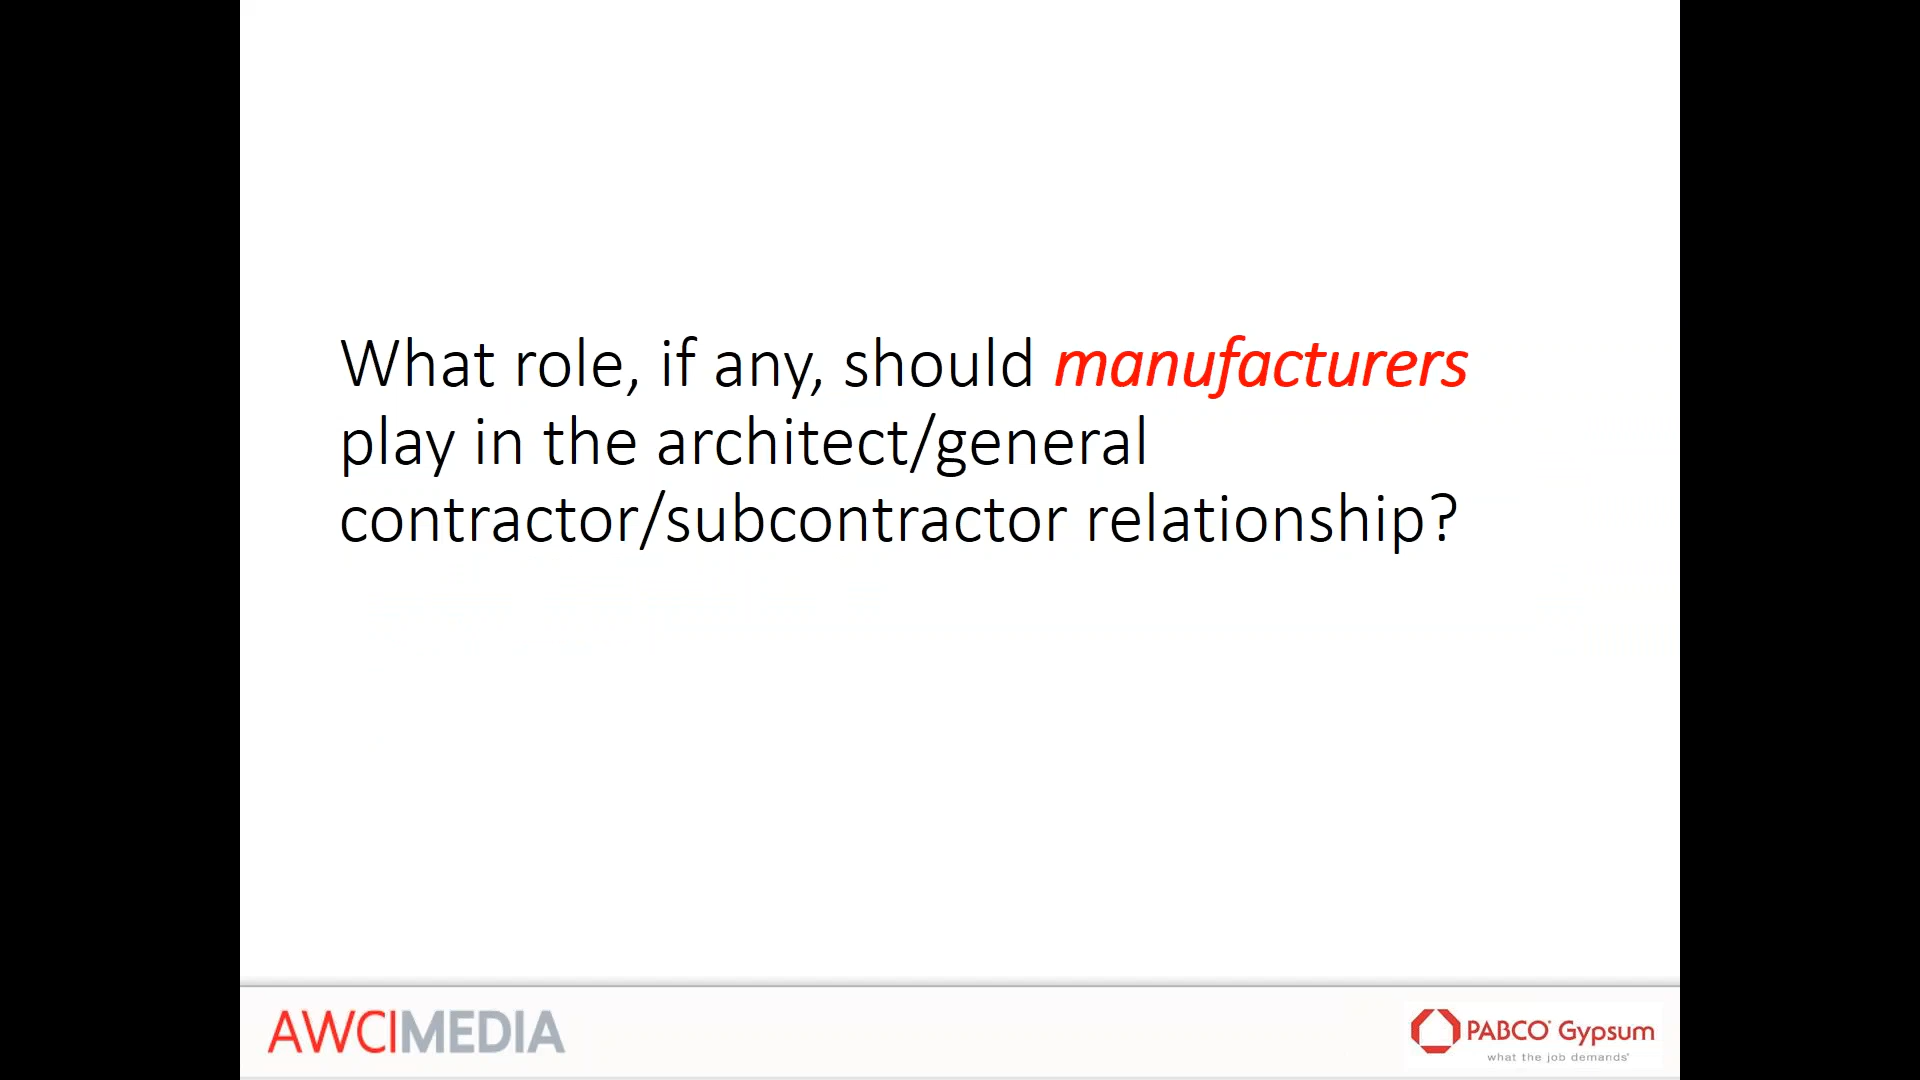 What role, if any, should manufacturers
play in the architect/general
contractor/subcontractor relationship?
AWCIMEDIA
PABCO® Gypsum
what the job demands®